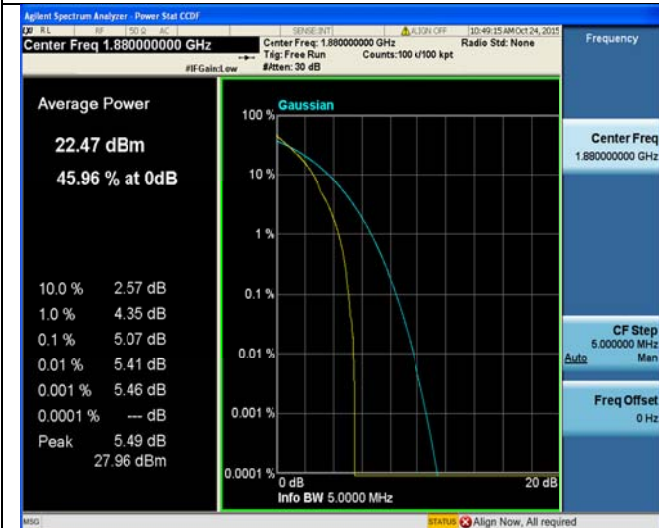 Agilent Spectrum Analyzer - Power Stat CCDF
RL RF 50 Ω AC SENSE:INT ALIGN OFF 10:49:15 AM Oct 24, 2015
Center Freq 1.880000000 GHz
Center Freq: 1.880000000 GHz
Radio Std: None
Trig: Free Run Counts:100 k/100 kpt
#IFGain:Low #Atten: 30 dB
Frequency
Average Power
22.47 dBm
45.96 % at 0dB
10.0 % 2.57 dB
1.0 % 4.35 dB
0.1 % 5.07 dB
0.01 % 5.41 dB
0.001 % 5.46 dB
0.0001 % --- dB
Peak 5.49 dB
27.96 dBm
Gaussian
100 %
10 %
1 %
0.1 %
0.01 %
0.001 %
0.0001 %
0 dB 20 dB
Info BW 5.0000 MHz
Center Freq
1.880000000 GHz
CF Step
5.000000 MHz
Auto Man
Freq Offset
0 Hz
MSG STATUS Align Now, All required